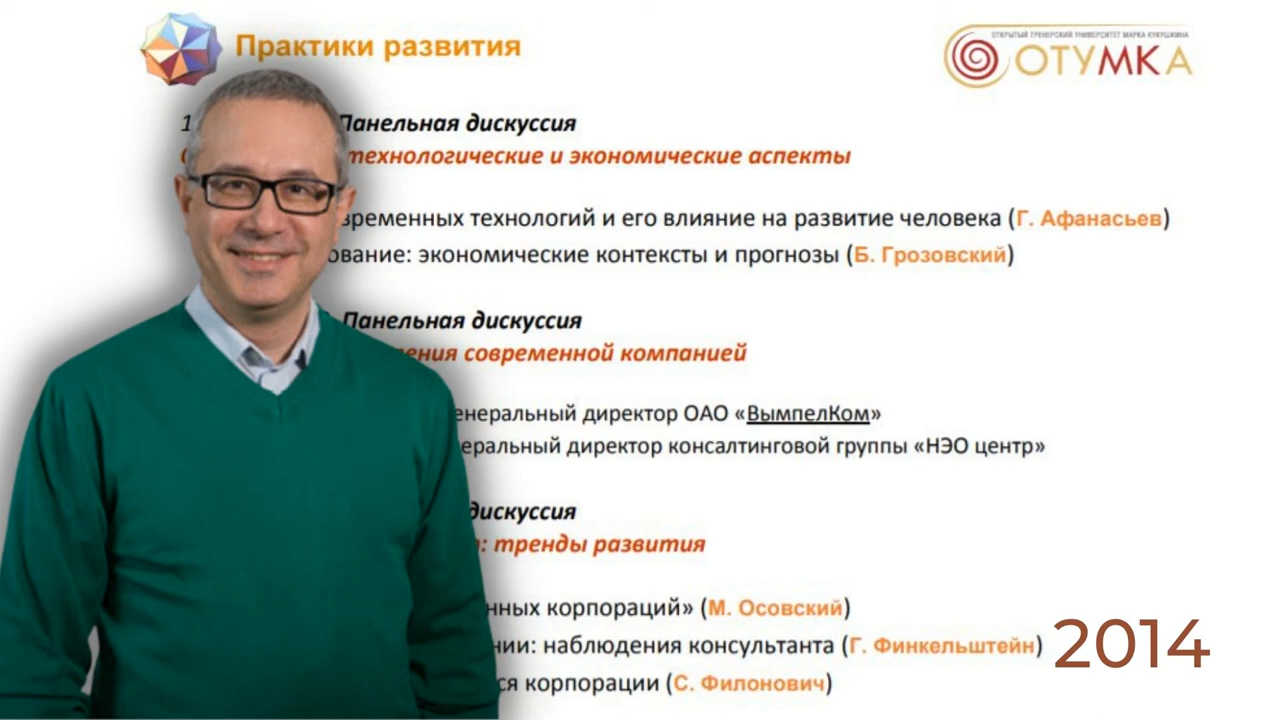 Практики развития
ОТКРЫТЫЙ ТРЕНЕРСКИЙ УНИВЕРСИТЕТ МАРКА КУКУШКИНА
ОТУМКА
1
Панельная дискуссия
технологические и экономические аспекты
временных технологий и его влияние на развитие человека (Г. Афанасьев)
ование: экономические контексты и прогнозы (Б. Грозовский)
Панельная дискуссия
ения современной компанией
енеральный директор ОАО «ВымпелКом»
еральный директор консалтинговой группы «НЭО центр»
дискуссия
: тренды развития
нных корпораций» (М. Осовский)
нии: наблюдения консультанта (Г. Финкельштейн)
ся корпорации (С. Филонович)
2014